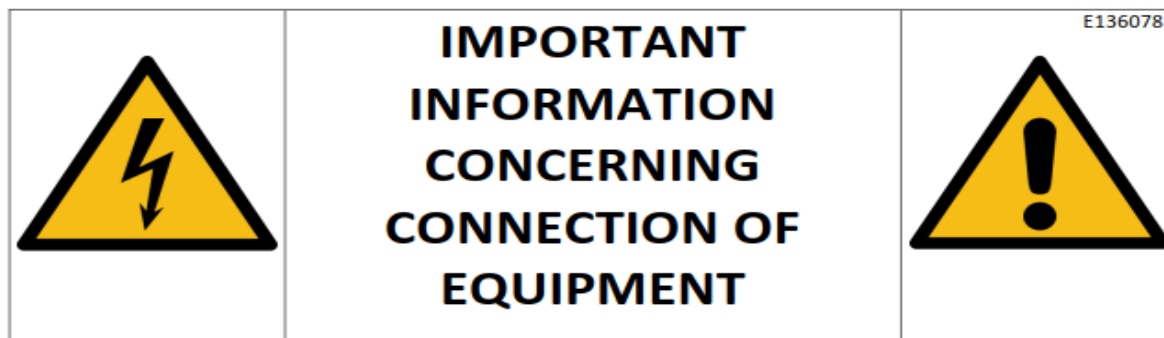 IMPORTANT
INFORMATION
CONCERNING
CONNECTION OF
EQUIPMENT
E136078